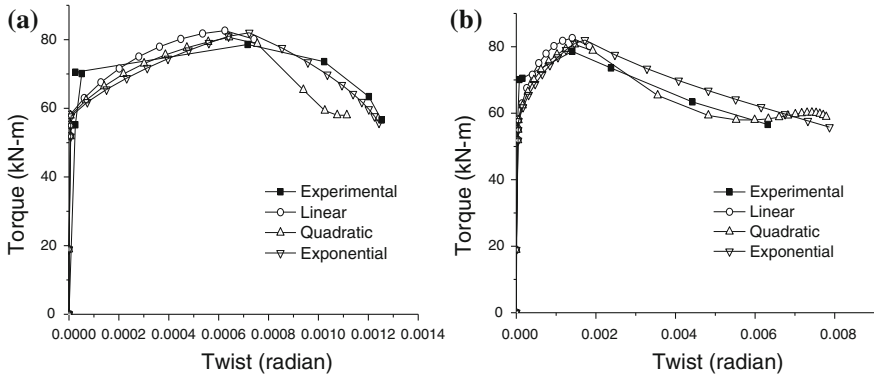 (a)
80
60
40
20
0
Torque (kN-m)
Experimental
Linear
Quadratic
Exponential
0.0000 0.0002 0.0004 0.0006 0.0008 0.0010 0.0012 0.0014
Twist (radian)
(b)
80
60
40
20
0
Torque (kN-m)
Experimental
Linear
Quadratic
Exponential
0.000 0.002 0.004 0.006 0.008
Twist (radian)